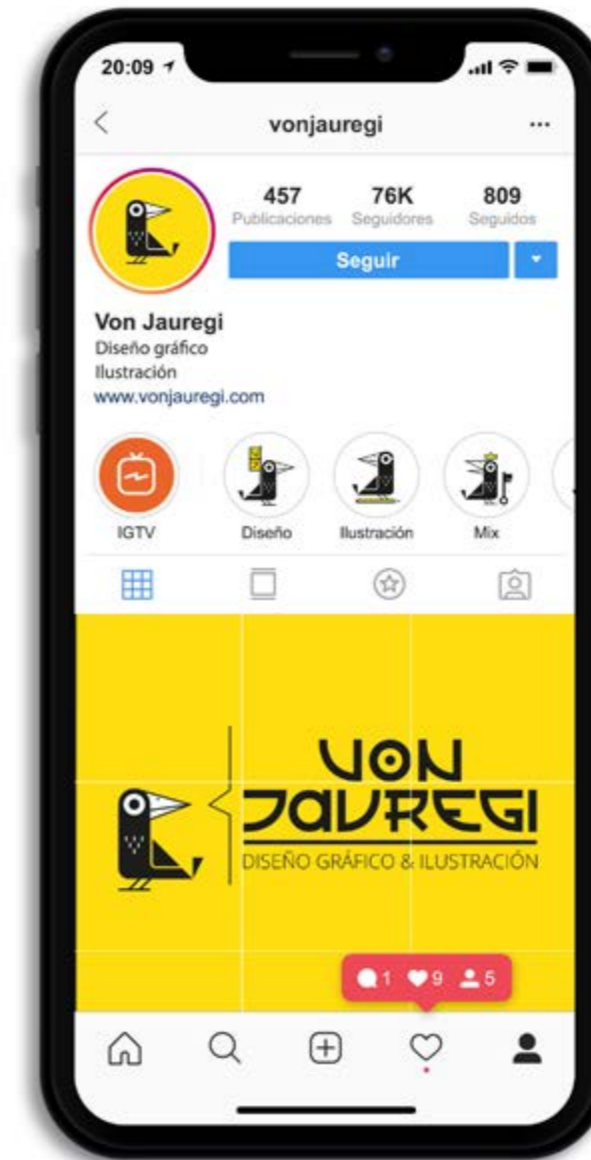 20:09
vonjauregi
457 76K 809
Publicaciones Seguidores Seguidos
Seguir
Von Jauregi
Diseño gráfico
Ilustración
www.vonjauregi.com
IGTV Diseño Ilustración Mix
VON
JAUREGI
DISEÑO GRÁFICO & ILUSTRACIÓN
1 9 5